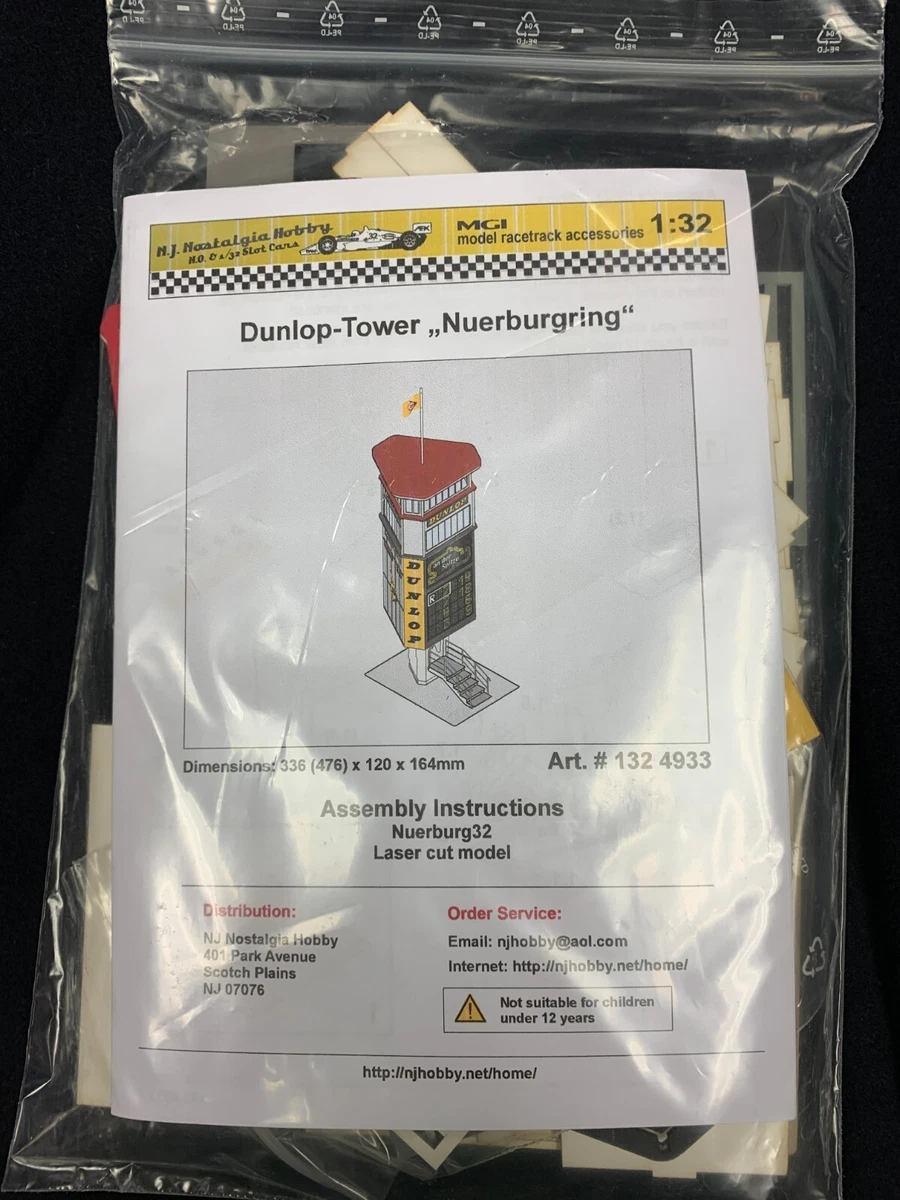 N.J. Nostalgia Hobby
H.O. & 1/32 Slot Cars
32
MGI
model racetrack accessories 1:32
Dunlop-Tower „Nuerburgring“
DUNLOP
DUNLOP
Dimensions: 336 (476) x 120 x 164mm
Art. # 132 4933
Assembly Instructions
Nuerburg32
Laser cut model
Distribution:
NJ Nostalgia Hobby
401 Park Avenue
Scotch Plains
NJ 07076
Order Service:
Email: njhobby@aol.com
Internet: http://njhobby.net/home/
Not suitable for children
under 12 years
http://njhobby.net/home/